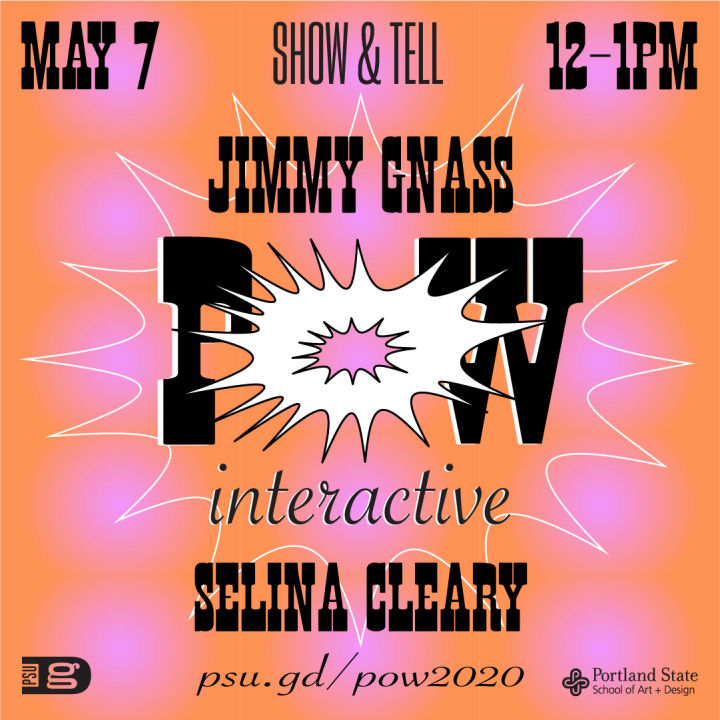 MAY 7 SHOW & TELL 12-1PM
JIMMY GNASS
POW
interactive
SELINA CLEARY
psu.gd/pow2020
PSU g
Portland State
School of Art + Design